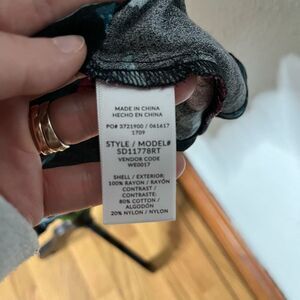 MADE IN CHINA
HECHO EN CHINA
PO# 3721900 / 061617
1709
STYLE / MODEL#
SD11778RT
VENDOR CODE
WE0017
SHELL / EXTERIOR:
100% RAYON / RAYÓN
CONTRAST /
CONTRASTE:
80% COTTON /
ALGODÓN
20% NYLON / NYLON